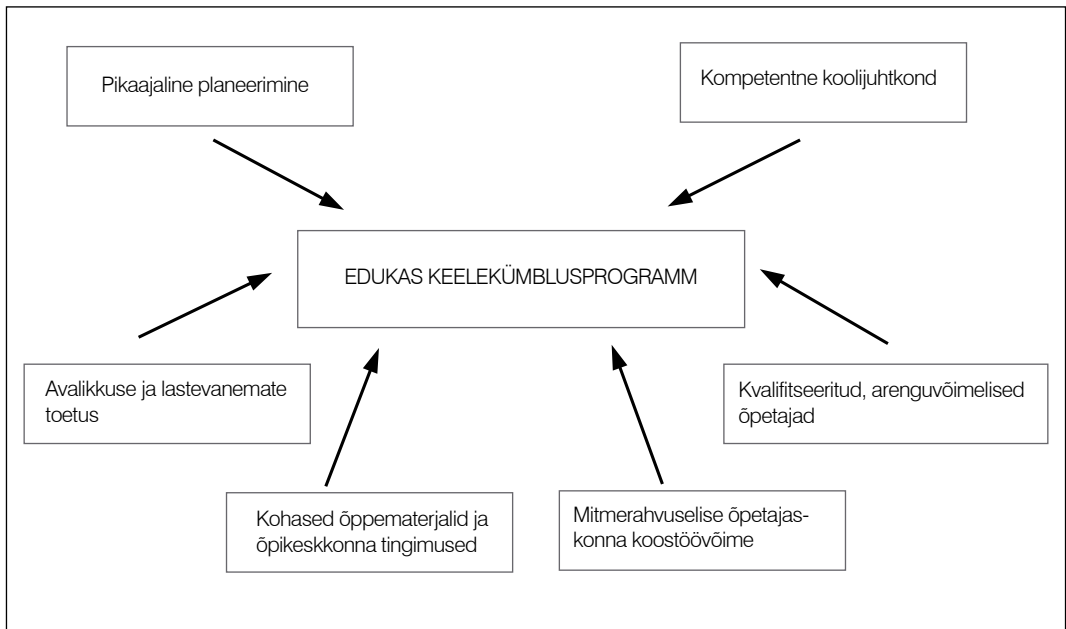 Pikaajaline planeerimine
Kompetentne koolijuhtkond
EDUKAS KEELEKÜMBLUSPROGRAMM
Avalikkuse ja lastevanemate
toetus
Kvalifitseeritud, arenguvõimelised
õpetajad
Kohased õppematerjalid ja
õpikeskkonna tingimused
Mitmerahvuselise õpetajas-
konna koostöövõime